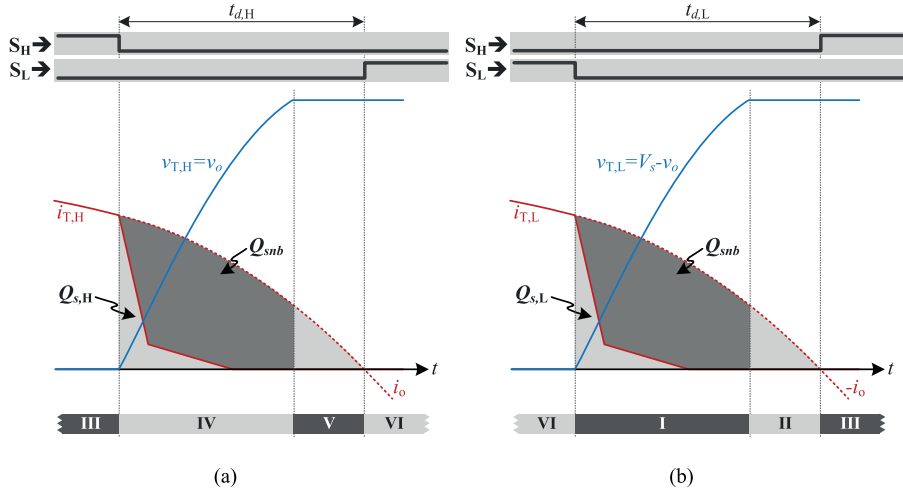 t_{d,H}
S_H
S_L
v_{T,H}=v_o
i_{T,H}
Q_{snb}
Q_{s,H}
t
i_o
III IV V VI
(a)
t_{d,L}
S_H
S_L
v_{T,L}=V_s-v_o
i_{T,L}
Q_{snb}
Q_{s,L}
t
-i_o
VI I II III
(b)